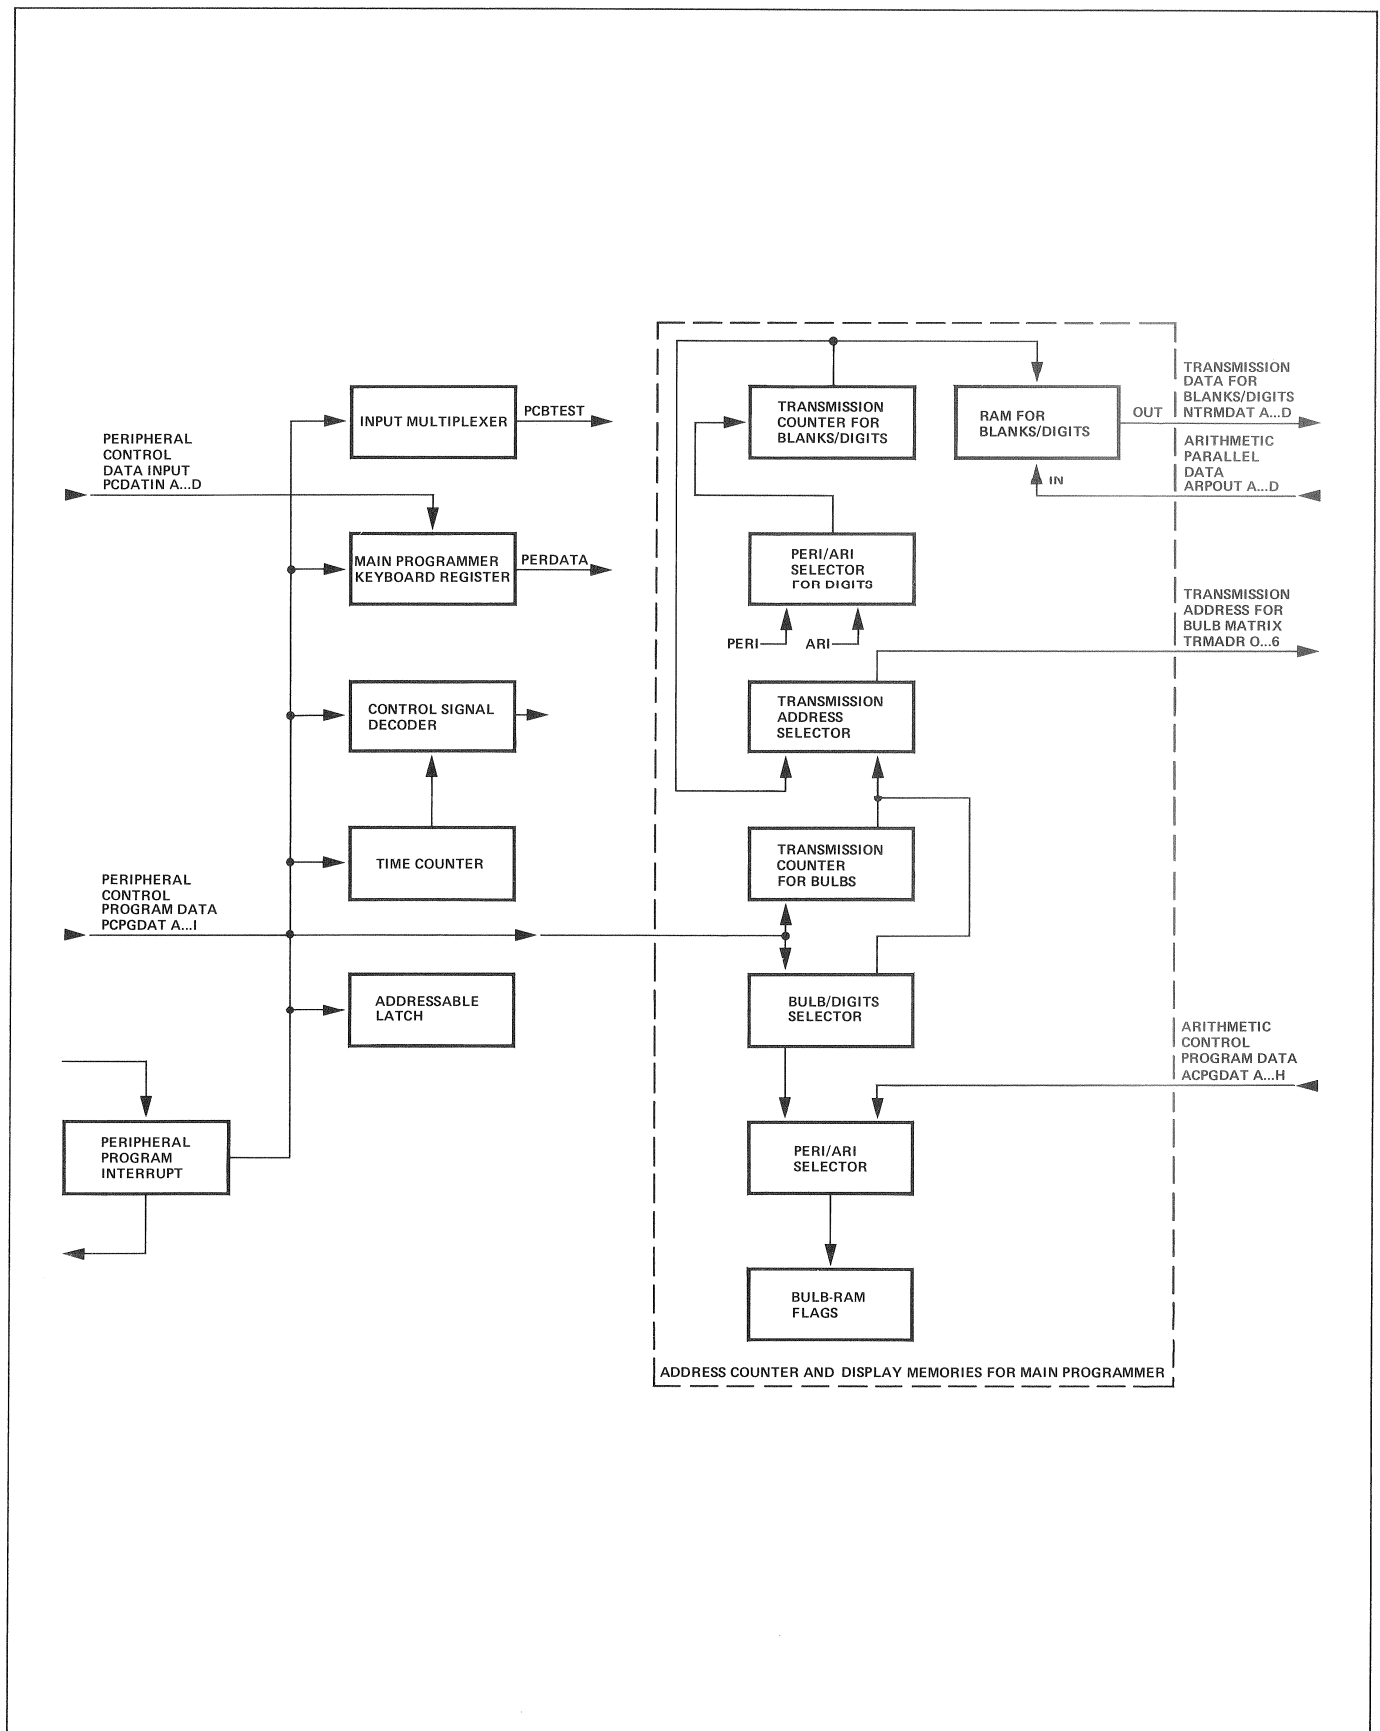 PERIPHERAL
CONTROL
DATA INPUT
PCDATIN A...D
INPUT MULTIPLEXER
PCBTEST
MAIN PROGRAMMER
KEYBOARD REGISTER
PERDATA
CONTROL SIGNAL
DECODER
TIME COUNTER
PERIPHERAL
CONTROL
PROGRAM DATA
PCPGDAT A...I
ADDRESSABLE
LATCH
PERIPHERAL
PROGRAM
INTERRUPT
TRANSMISSION
COUNTER FOR
BLANKS/DIGITS
RAM FOR
BLANKS/DIGITS
OUT
IN
TRANSMISSION
DATA FOR
BLANKS/DIGITS
NTRMDAT A...D
ARITHMETIC
PARALLEL
DATA
ARPOUT A...D
PERI/ARI
SELECTOR
FOR DIGITS
PERI
ARI
TRANSMISSION
ADDRESS FOR
BULB MATRIX
TRMADR O...6
TRANSMISSION
ADDRESS
SELECTOR
TRANSMISSION
COUNTER
FOR BULBS
BULB/DIGITS
SELECTOR
ARITHMETIC
CONTROL
PROGRAM DATA
ACPGDAT A...H
PERI/ARI
SELECTOR
BULB-RAM
FLAGS
ADDRESS COUNTER AND DISPLAY MEMORIES FOR MAIN PROGRAMMER